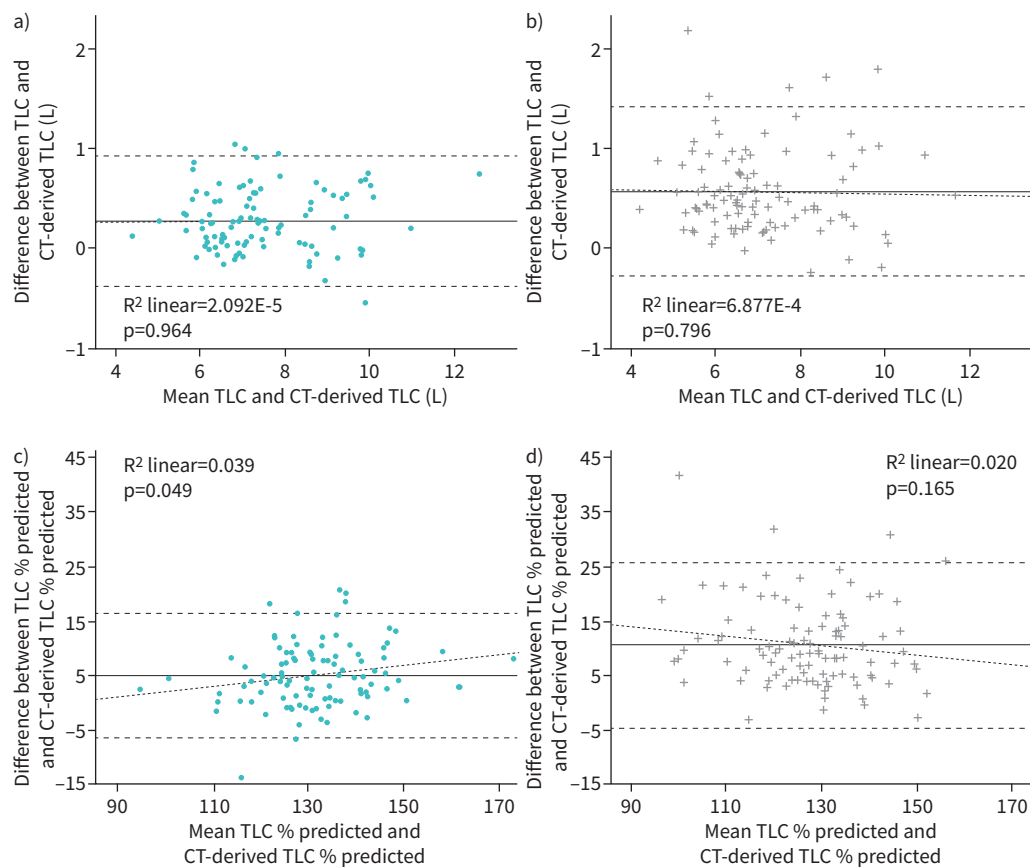 a)
Difference between TLC and
CT-derived TLC (L)
2
1
0
−1
R² linear=2.092E-5
p=0.964
4
6
8
10
12
Mean TLC and CT-derived TLC (L)
b)
Difference between TLC and
CT-derived TLC (L)
2
1
0
−1
R² linear=6.877E-4
p=0.796
4
6
8
10
12
Mean TLC and CT-derived TLC (L)
c)
Difference between TLC % predicted
and CT-derived TLC % predicted
45
35
25
15
5
−5
−15
R² linear=0.039
p=0.049
90
110
130
150
170
Mean TLC % predicted and
CT-derived TLC % predicted
d)
Difference between TLC % predicted
and CT-derived TLC % predicted
45
35
25
15
5
−5
−15
R² linear=0.020
p=0.165
90
110
130
150
170
Mean TLC % predicted and
CT-derived TLC % predicted